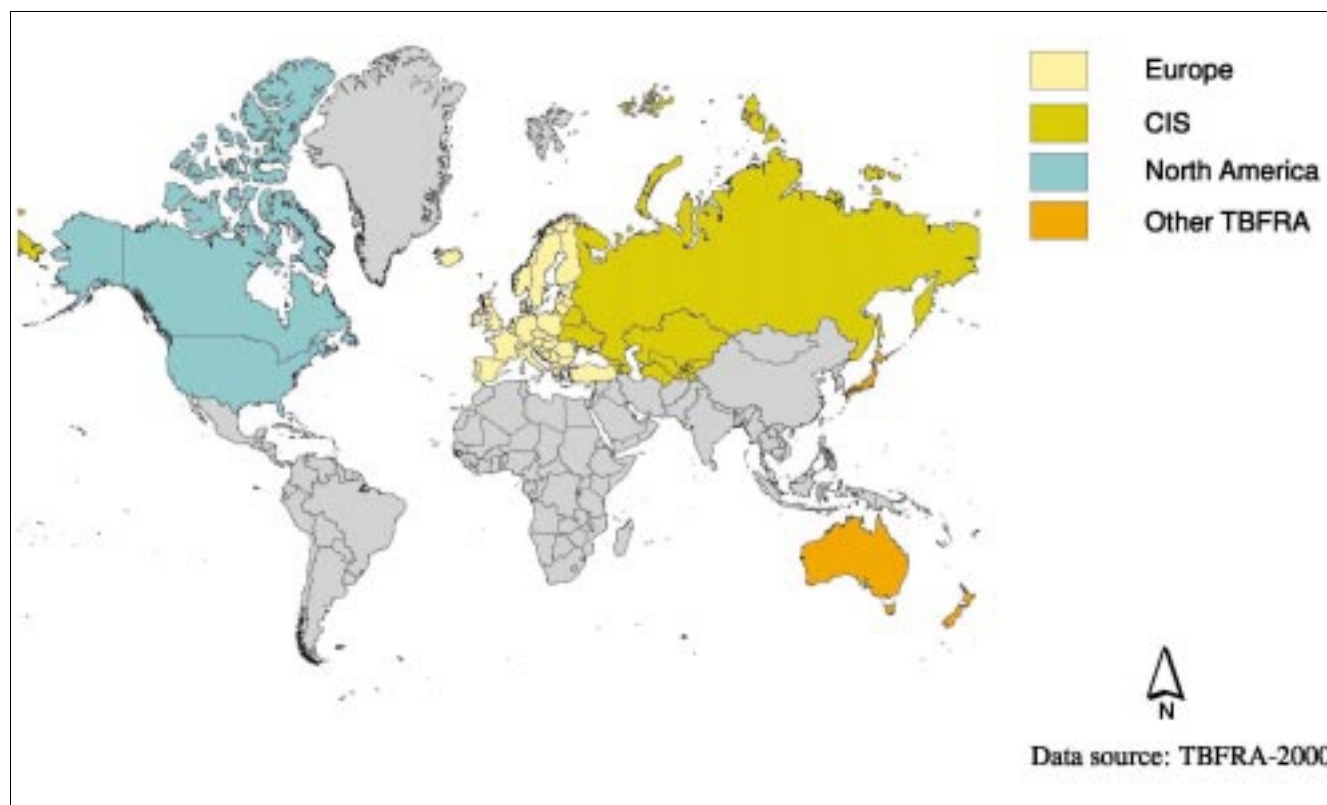 Europe
CIS
North America
Other TBFRA
N
Data source: TBFRA-2000